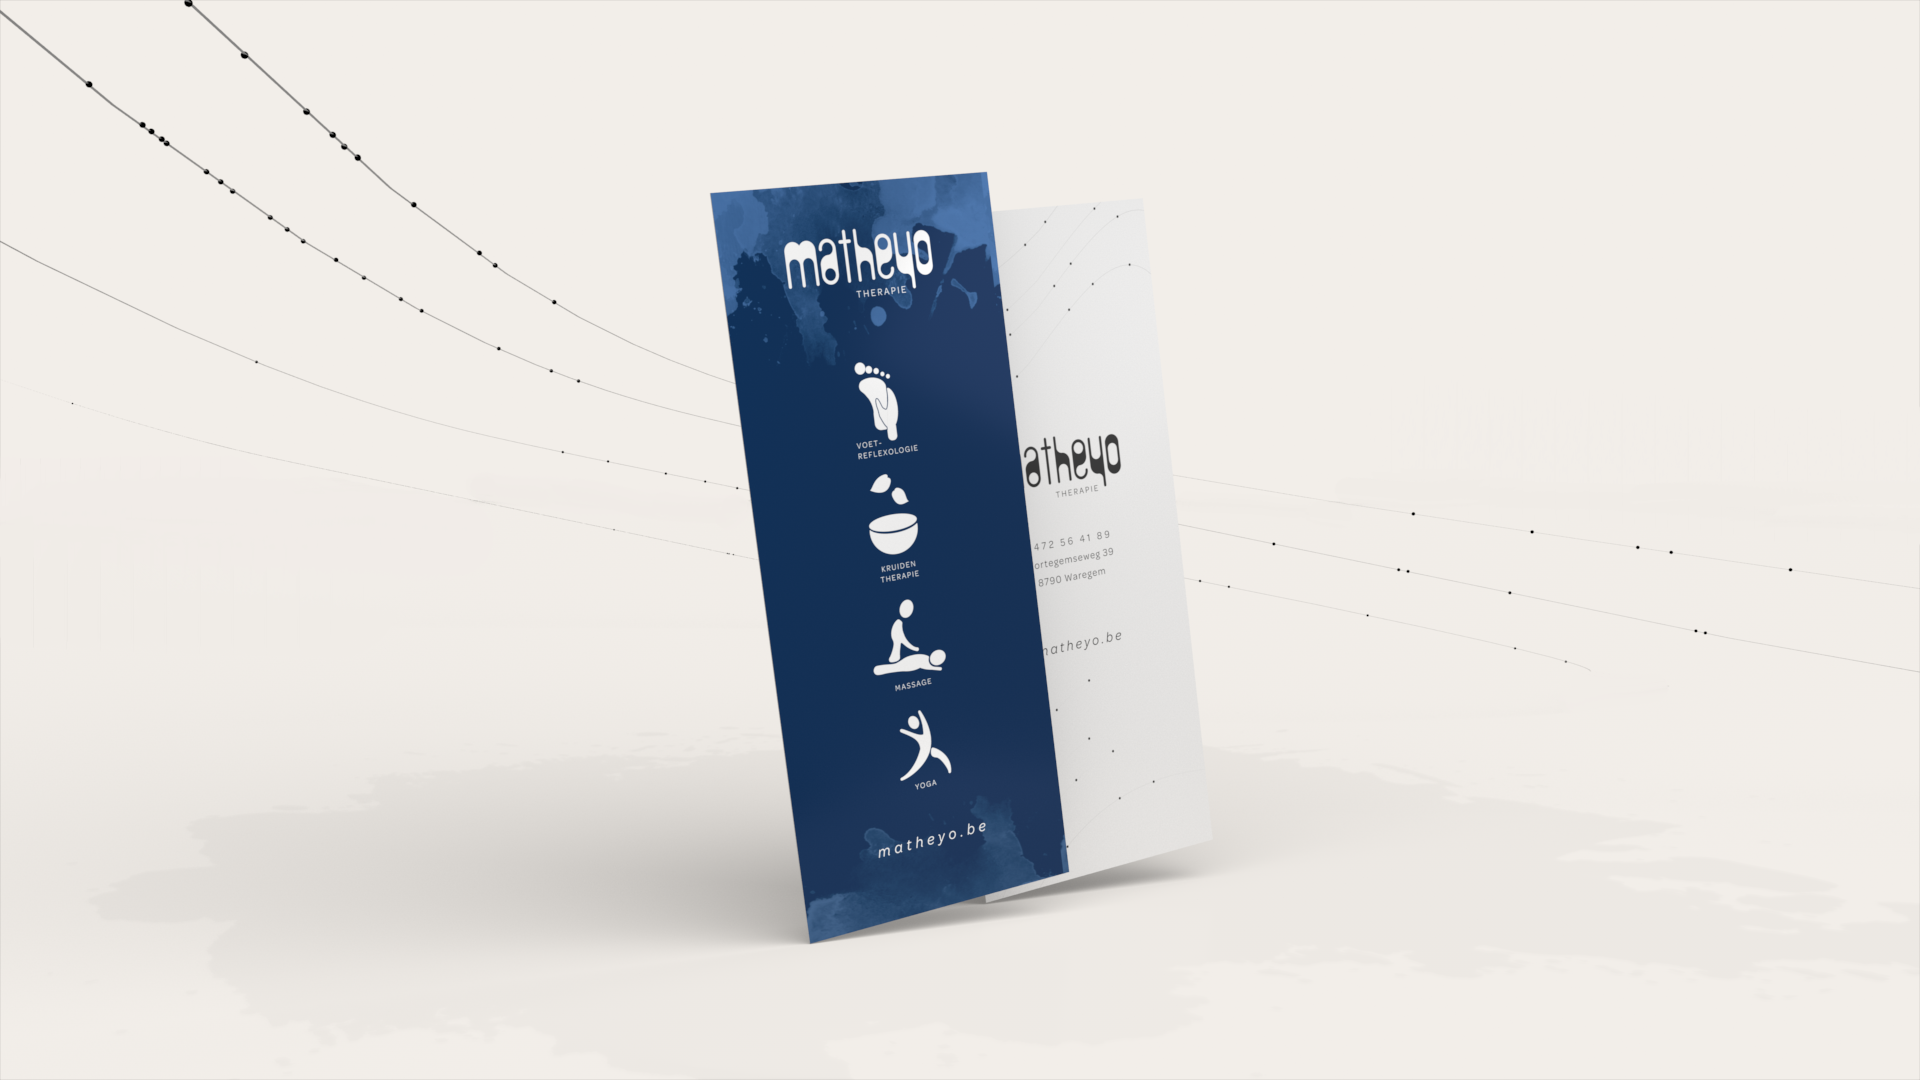 matheyo
THERAPIE
VOET-
REFLEXOLOGIE
KRUIDEN
THERAPIE
MASSAGE
YOGA
matheyo.be
atheyo
THERAPIE
472 56 41 89
ortegemseweg 39
8790 Waregem
matheyo.be